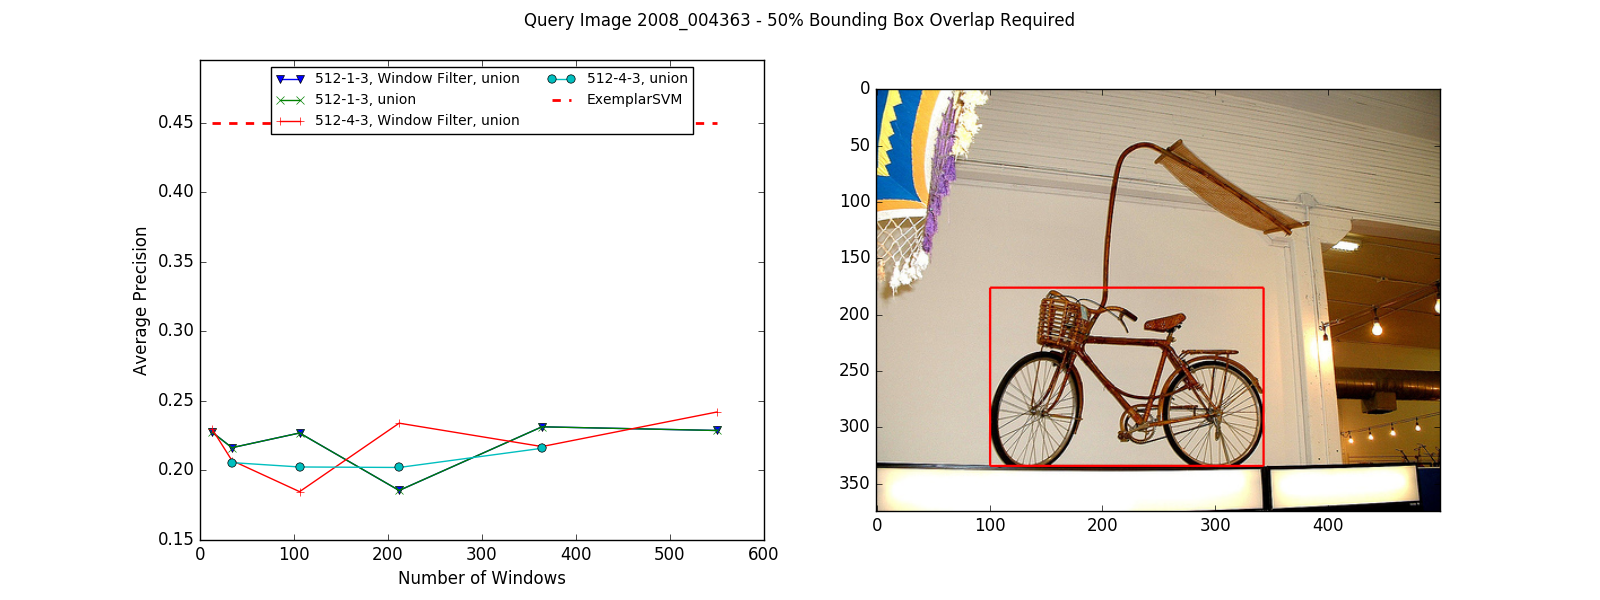 Query Image 2008_004363 - 50% Bounding Box Overlap Required
512-1-3, Window Filter, union
512-1-3, union
512-4-3, Window Filter, union
512-4-3, union
ExemplarSVM
Average Precision
0.45
0.40
0.35
0.30
0.25
0.20
0.15
0 100 200 300 400 500 600
Number of Windows
0
50
100
150
200
250
300
350
0 100 200 300 400